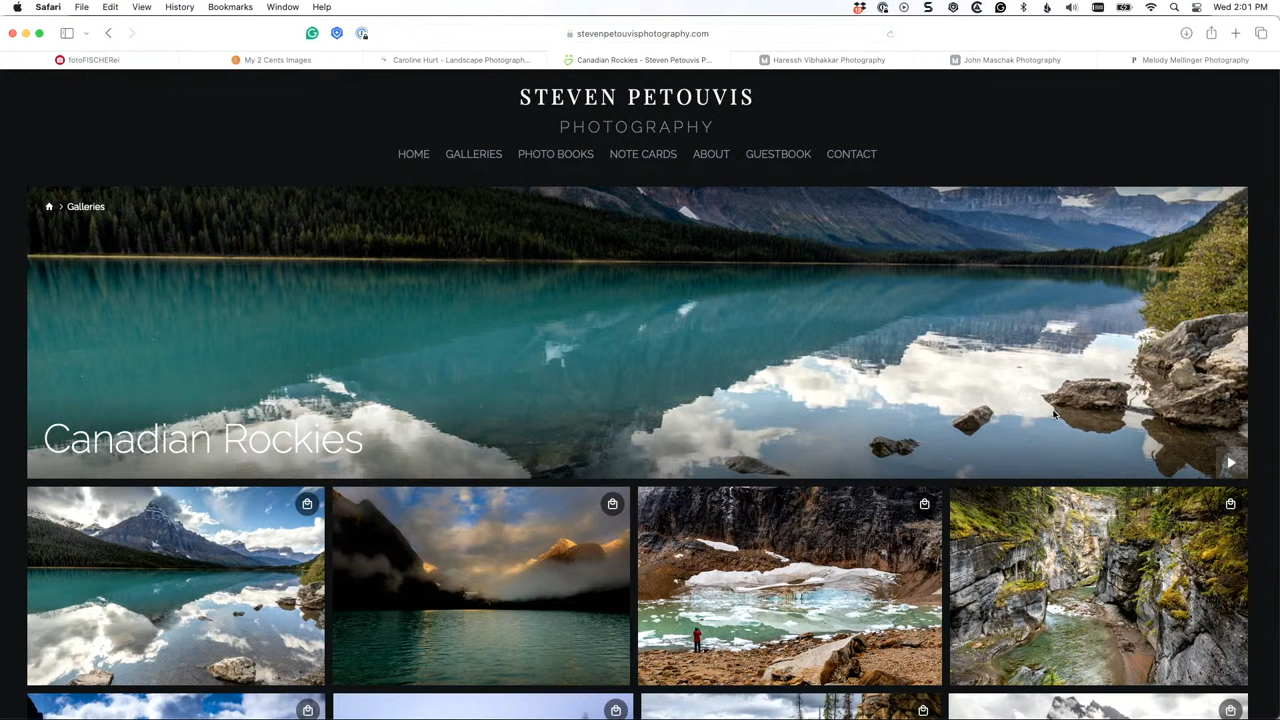 Safari File Edit View History Bookmarks Window Help Wed 2:01 PM
stevenpetouvisphotography.com
fotoFISCHERei My 2 Cents Images Caroline Hurt - Landscape Photograph... Canadian Rockies - Steven Petouvis P... Haressh Vibhakkar Photography John Maschak Photography Melody Mellinger Photography
STEVEN PETOUVIS
PHOTOGRAPHY
HOME GALLERIES PHOTO BOOKS NOTE CARDS ABOUT GUESTBOOK CONTACT
> Galleries
Canadian Rockies